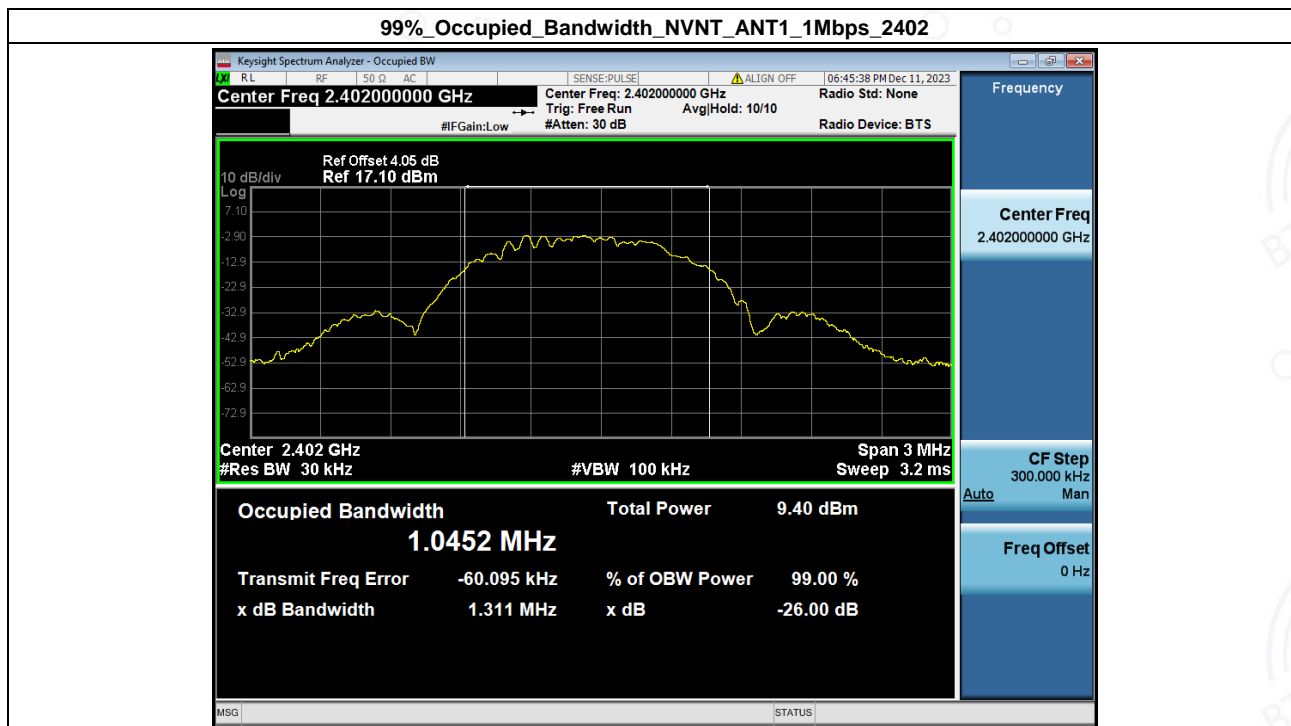 99%_Occupied_Bandwidth_NVNT_ANT1_1Mbps_2402
Keysight Spectrum Analyzer - Occupied BW
LXI RL RF 50 Ω AC SENSE:PULSE ALIGN OFF 06:45:38 PM Dec 11, 2023
Center Freq 2.402000000 GHz
Center Freq: 2.402000000 GHz Radio Std: None
Trig: Free Run Avg|Hold: 10/10
#IFGain:Low #Atten: 30 dB Radio Device: BTS
Ref Offset 4.05 dB
10 dB/div Ref 17.10 dBm
Log
7.10
-2.90
-12.9
-22.9
-32.9
-42.9
-52.9
-62.9
-72.9
Center 2.402 GHz Span 3 MHz
#Res BW 30 kHz #VBW 100 kHz Sweep 3.2 ms
Occupied Bandwidth Total Power 9.40 dBm
1.0452 MHz
Transmit Freq Error -60.095 kHz % of OBW Power 99.00 %
x dB Bandwidth 1.311 MHz x dB -26.00 dB
MSG STATUS
Frequency
Center Freq
2.402000000 GHz
CF Step
300.000 kHz
Auto Man
Freq Offset
0 Hz